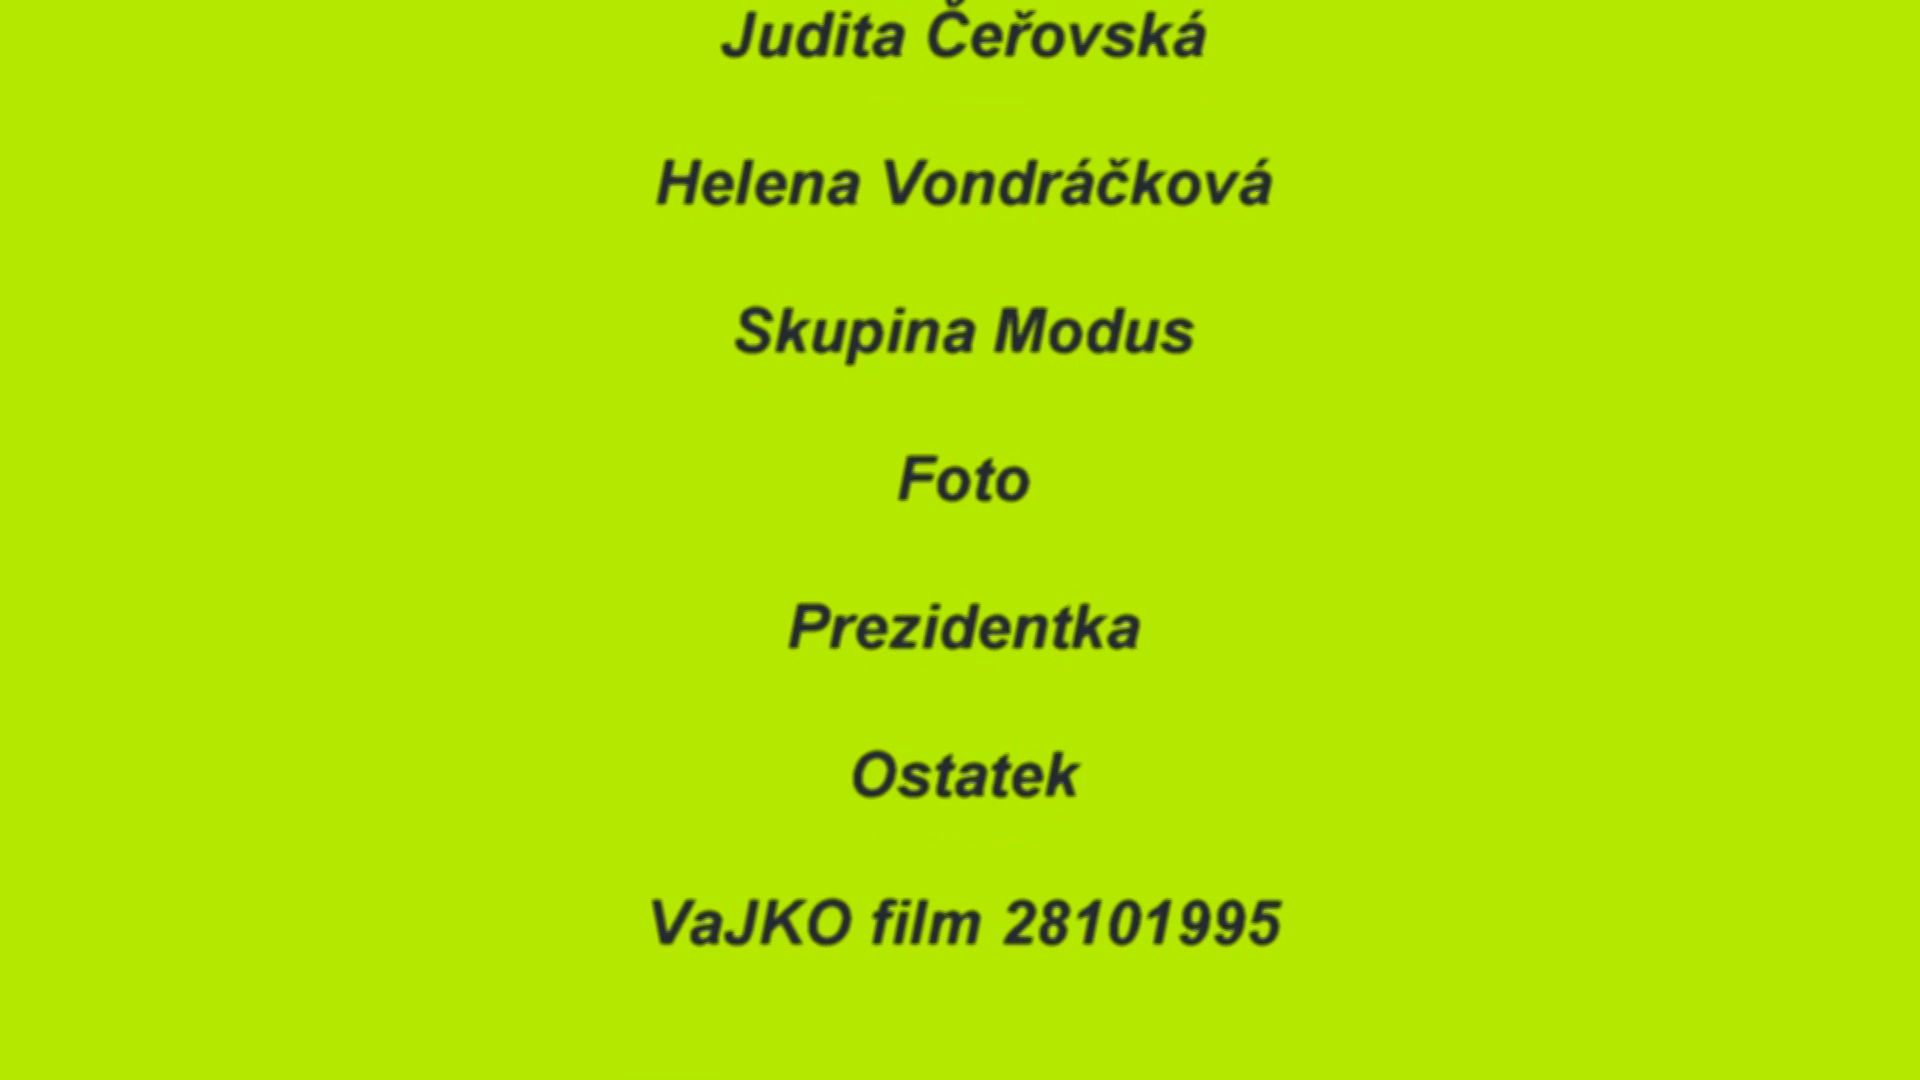 Judita Čeřovská
Helena Vondráčková
Skupina Modus
Foto
Prezidentka
Ostatek
VaJKO film 28101995